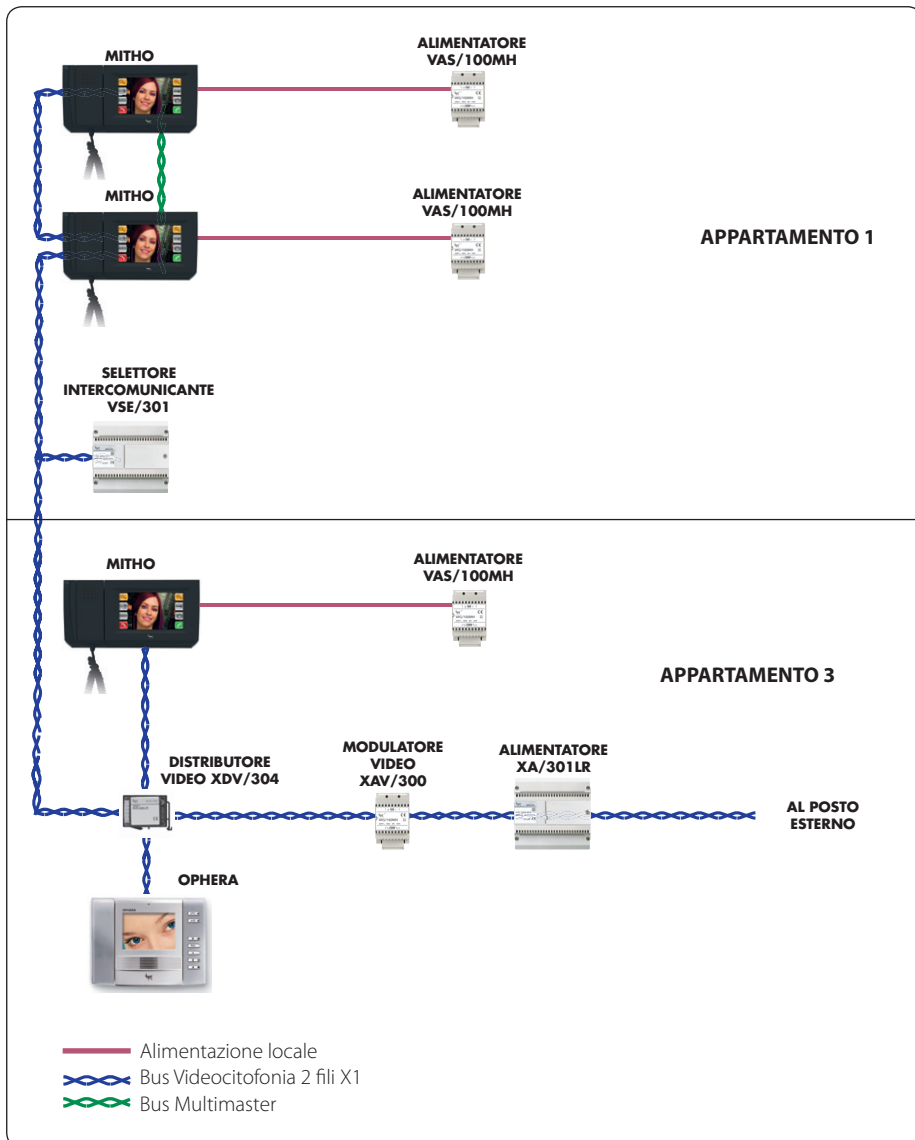 MITHO
ALIMENTATORE
VAS/100MH
MITHO
ALIMENTATORE
VAS/100MH
APPARTAMENTO 1
SELETTORE
INTERCOMUNICANTE
VSE/301
MITHO
ALIMENTATORE
VAS/100MH
APPARTAMENTO 3
DISTRIBUTORE
VIDEO XDV/304
MODULATORE
VIDEO
XAV/300
ALIMENTATORE
XA/301LR
AL POSTO
ESTERNO
OPHERA
Alimentazione locale
Bus Videocitofonia 2 fili X1
Bus Multimaster